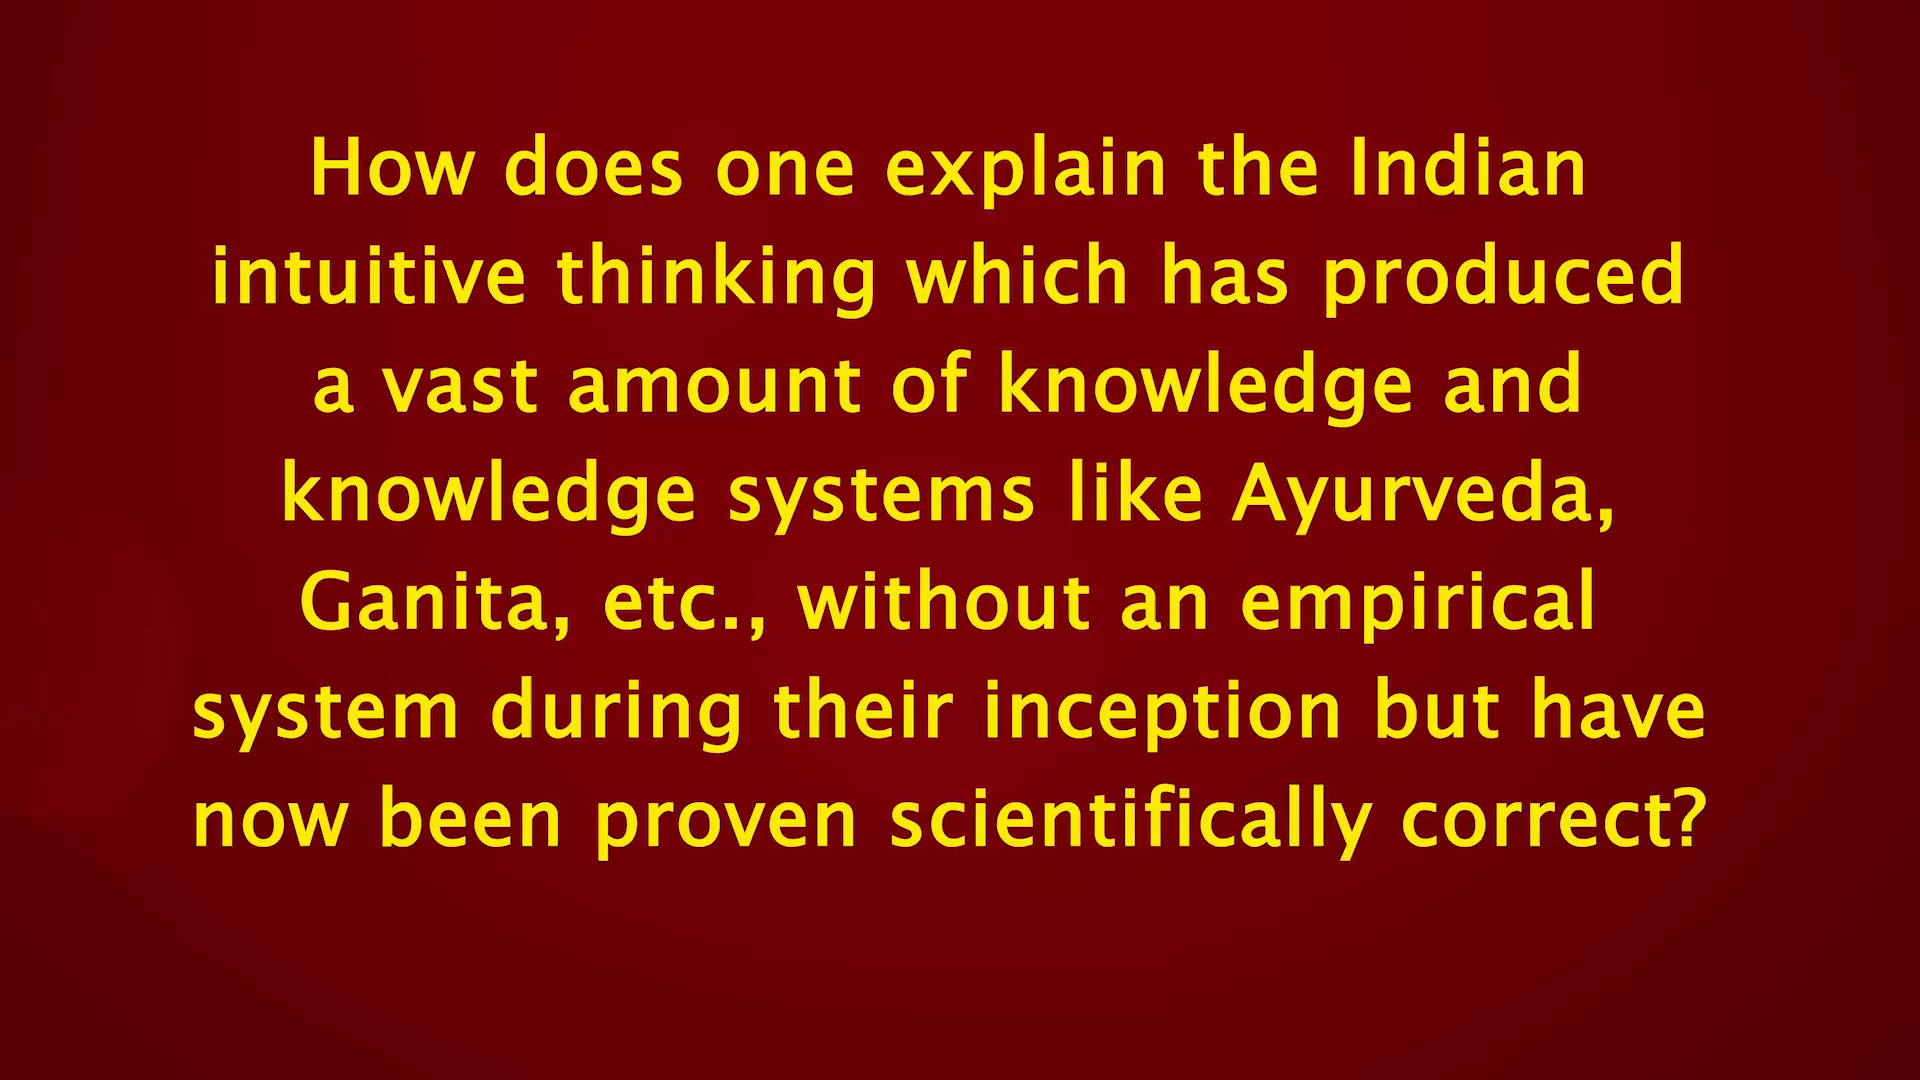 How does one explain the Indian
intuitive thinking which has produced
a vast amount of knowledge and
knowledge systems like Ayurveda,
Ganita, etc., without an empirical
system during their inception but have
now been proven scientifically correct?